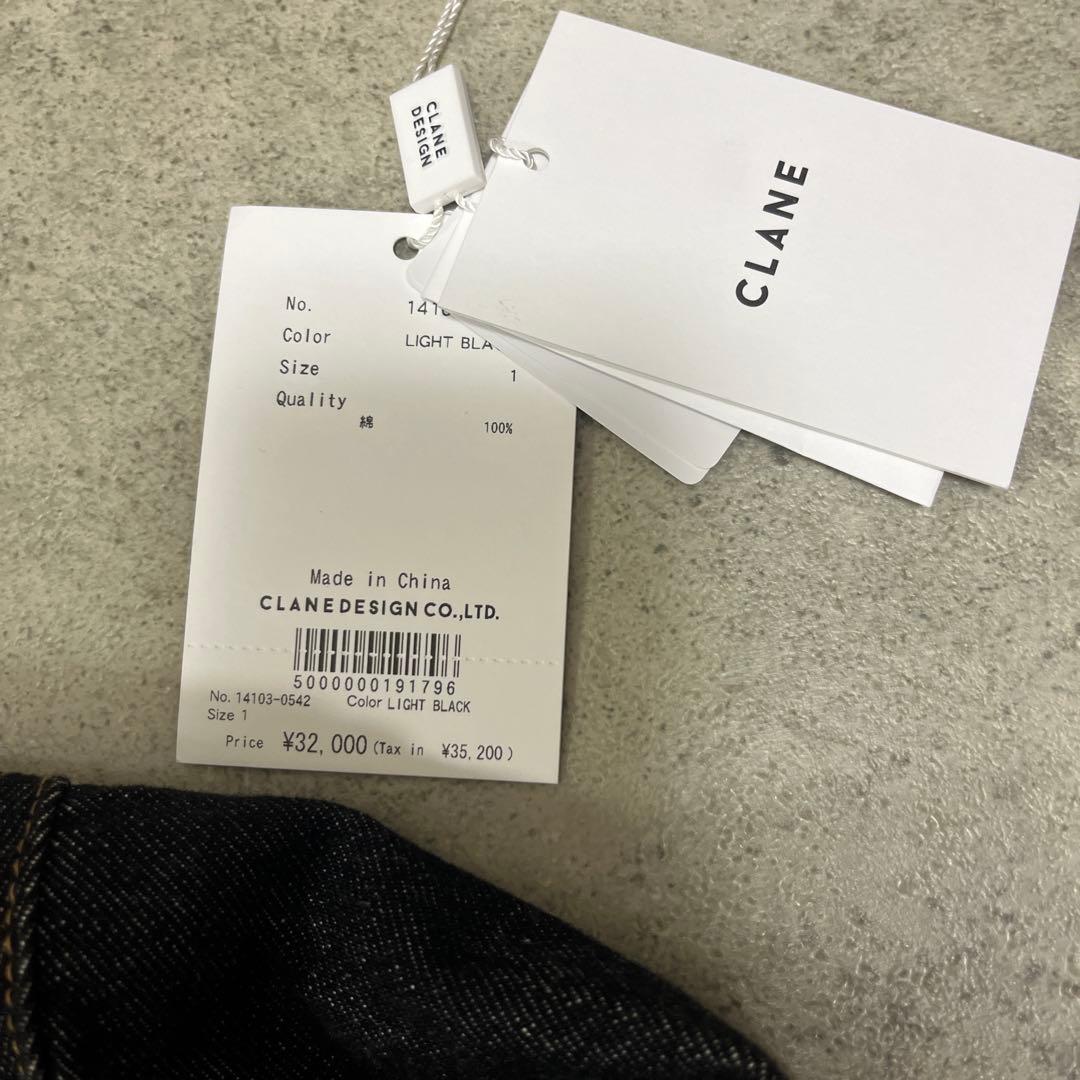 CLANE
DESIGN
CLANE
No.
Color LIGHT
Size 1
Quality
綿 100%
Made in China
CLANEDESIGN CO.,LTD.
5000000191796
No. 14103-0542 Color LIGHT BLACK
Size 1
Price ¥32,000 (Tax in ¥35,200)